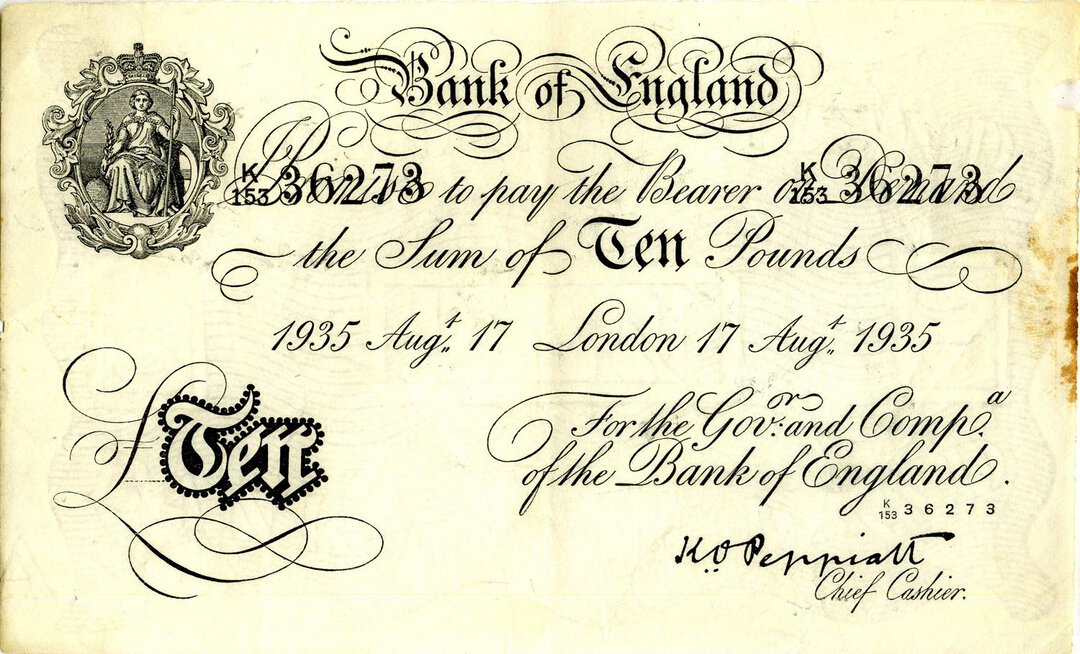 Bank of England
K/153 36273 K/153 36273
I Promise to pay the Bearer on Demand
the Sum of Ten Pounds
1935 Augt. 17 London 17 Augt. 1935
For the Govr. and Compa.
of the Bank of England.
K/153 36273
£Ten
K.O Peppiatt
Chief Cashier.